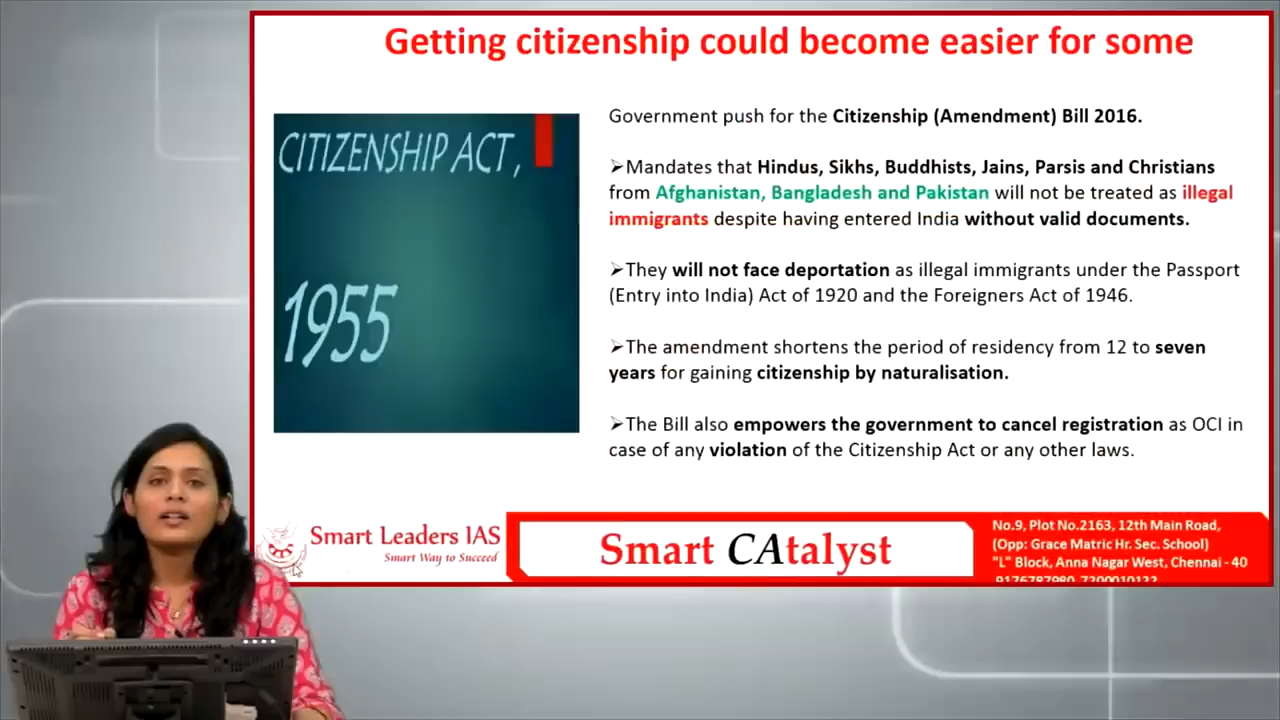 Getting citizenship could become easier for some
CITIZENSHIP ACT,
1955
Government push for the Citizenship (Amendment) Bill 2016.
➢Mandates that Hindus, Sikhs, Buddhists, Jains, Parsis and Christians
from Afghanistan, Bangladesh and Pakistan will not be treated as illegal
immigrants despite having entered India without valid documents.
➢They will not face deportation as illegal immigrants under the Passport
(Entry into India) Act of 1920 and the Foreigners Act of 1946.
➢The amendment shortens the period of residency from 12 to seven
years for gaining citizenship by naturalisation.
➢The Bill also empowers the government to cancel registration as OCI in
case of any violation of the Citizenship Act or any other laws.
Smart Leaders IAS
Smart Way to Succeed
Smart CAtalyst
No.9, Plot No.2163, 12th Main Road,
(Opp: Grace Matric Hr. Sec. School)
"L" Block, Anna Nagar West, Chennai - 40
9176787980, 7200010122